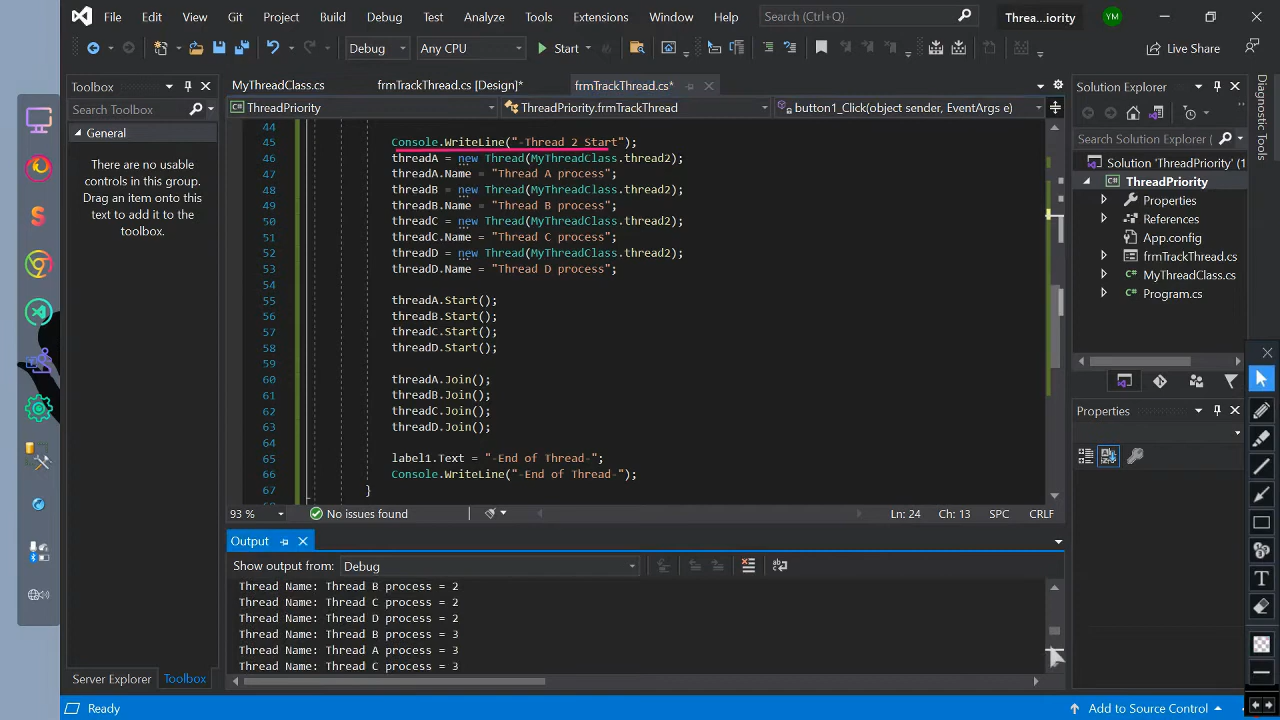 File Edit View Git Project Build Debug Test Analyze Tools Extensions Window Help Search (Ctrl+Q) Threa...iority YM
Debug Any CPU Start Live Share
Toolbox
Search Toolbox
General
There are no usable
controls in this group.
Drag an item onto this
text to add it to the
toolbox.
Server Explorer Toolbox
MyThreadClass.cs frmTrackThread.cs [Design]* frmTrackThread.cs*
ThreadPriority ThreadPriority.frmTrackThread button1_Click(object sender, EventArgs e)
44
45 Console.WriteLine("-Thread 2 Start");
46 threadA = new Thread(MyThreadClass.thread2);
47 threadA.Name = "Thread A process";
48 threadB = new Thread(MyThreadClass.thread2);
49 threadB.Name = "Thread B process";
50 threadC = new Thread(MyThreadClass.thread2);
51 threadC.Name = "Thread C process";
52 threadD = new Thread(MyThreadClass.thread2);
53 threadD.Name = "Thread D process";
54
55 threadA.Start();
56 threadB.Start();
57 threadC.Start();
58 threadD.Start();
59
60 threadA.Join();
61 threadB.Join();
62 threadC.Join();
63 threadD.Join();
64
65 label1.Text = "-End of Thread-";
66 Console.WriteLine("-End of Thread-");
67 }
93 % No issues found Ln: 24 Ch: 13 SPC CRLF
Output
Show output from: Debug
Thread Name: Thread B process = 2
Thread Name: Thread C process = 2
Thread Name: Thread D process = 2
Thread Name: Thread B process = 3
Thread Name: Thread A process = 3
Thread Name: Thread C process = 3
Solution Explorer
Search Solution Explorer
Solution 'ThreadPriority' (1
ThreadPriority
Properties
References
App.config
frmTrackThread.cs
MyThreadClass.cs
Program.cs
Properties
Diagnostic Tools
Ready Add to Source Control